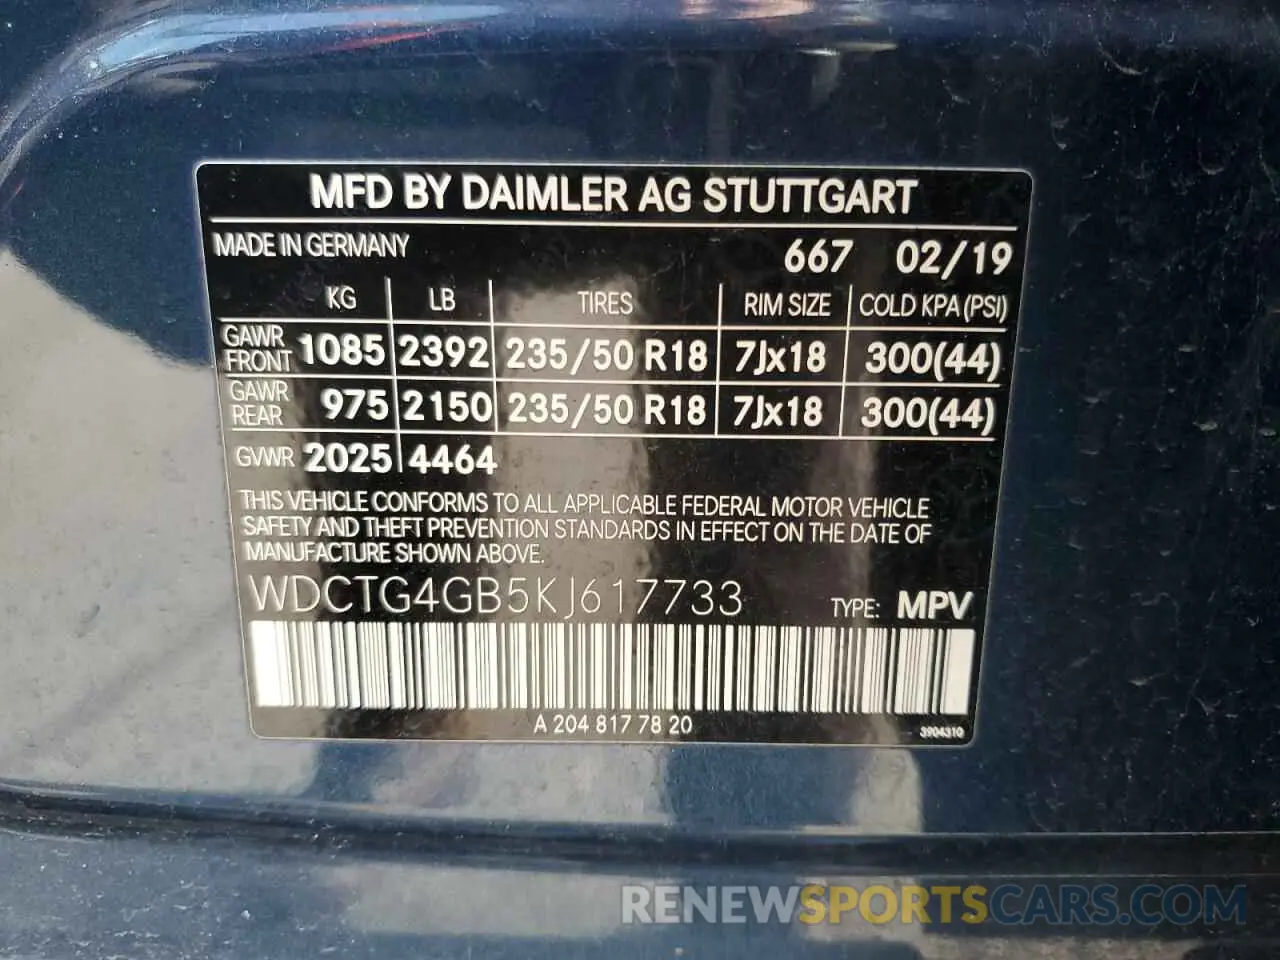 MFD BY DAIMLER AG STUTTGART
MADE IN GERMANY 667 02/19
KG LB TIRES RIM SIZE COLD KPA (PSI)
GAWR FRONT 1085 2392 235/50 R18 7Jx18 300(44)
GAWR REAR 975 2150 235/50 R18 7Jx18 300(44)
GVWR 2025 4464
THIS VEHICLE CONFORMS TO ALL APPLICABLE FEDERAL MOTOR VEHICLE
SAFETY AND THEFT PREVENTION STANDARDS IN EFFECT ON THE DATE OF
MANUFACTURE SHOWN ABOVE.
WDCTG4GB5KJ617733 TYPE: MPV
A 204 817 78 20 3904310
RENEWSPORTSCARS.COM